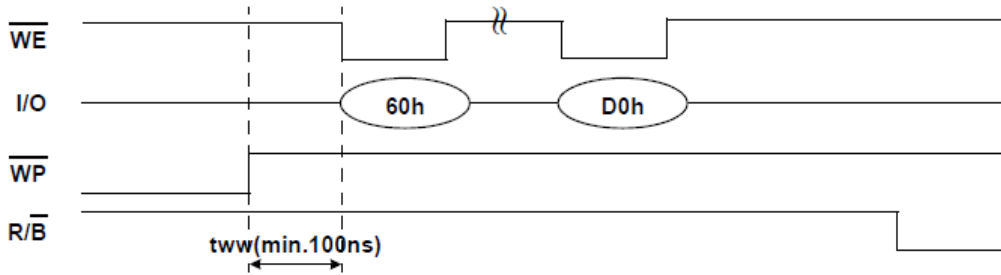 WE
I/O 60h D0h
WP
R/B
tww(min.100ns)